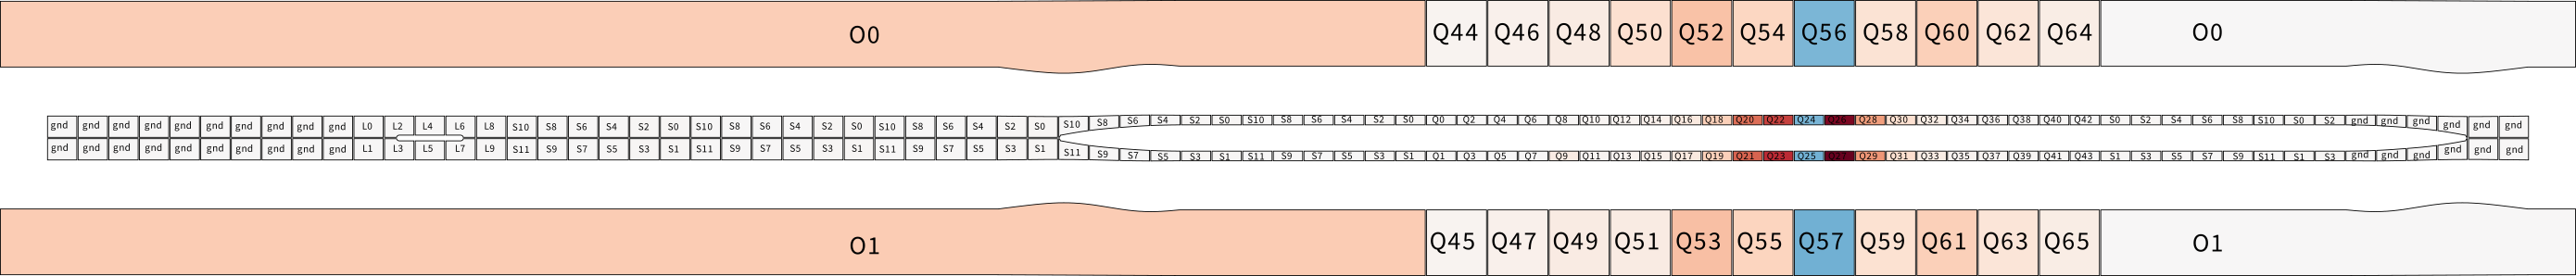 O0 Q44 Q46 Q48 Q50 Q52 Q54 Q56 Q58 Q60 Q62 Q64 O0
gnd gnd gnd gnd gnd gnd gnd gnd gnd gnd L0 L2 L4 L6 L8 S10 S8 S6 S4 S2 S0 S10 S8 S6 S4 S2 S0 S10 S8 S6 S4 S2 S0 S10 S8 S6 S4 S2 S0 S10 S8 S6 S4 S2 S0 Q0 Q2 Q4 Q6 Q8 Q10 Q12 Q14 Q16 Q18 Q20 Q22 Q24 Q26 Q28 Q30 Q32 Q34 Q36 Q38 Q40 Q42 S0 S2 S4 S6 S8 S10 S0 S2 gnd gnd gnd gnd gnd gnd
gnd gnd gnd gnd gnd gnd gnd gnd gnd gnd L1 L3 L5 L7 L9 S11 S9 S7 S5 S3 S1 S11 S9 S7 S5 S3 S1 S11 S9 S7 S5 S3 S1 S11 S9 S7 S5 S3 S1 S11 S9 S7 S5 S3 S1 Q1 Q3 Q5 Q7 Q9 Q11 Q13 Q15 Q17 Q19 Q21 Q23 Q25 Q27 Q29 Q31 Q33 Q35 Q37 Q39 Q41 Q43 S1 S3 S5 S7 S9 S11 S1 S3 gnd gnd gnd gnd gnd gnd
O1 Q45 Q47 Q49 Q51 Q53 Q55 Q57 Q59 Q61 Q63 Q65 O1